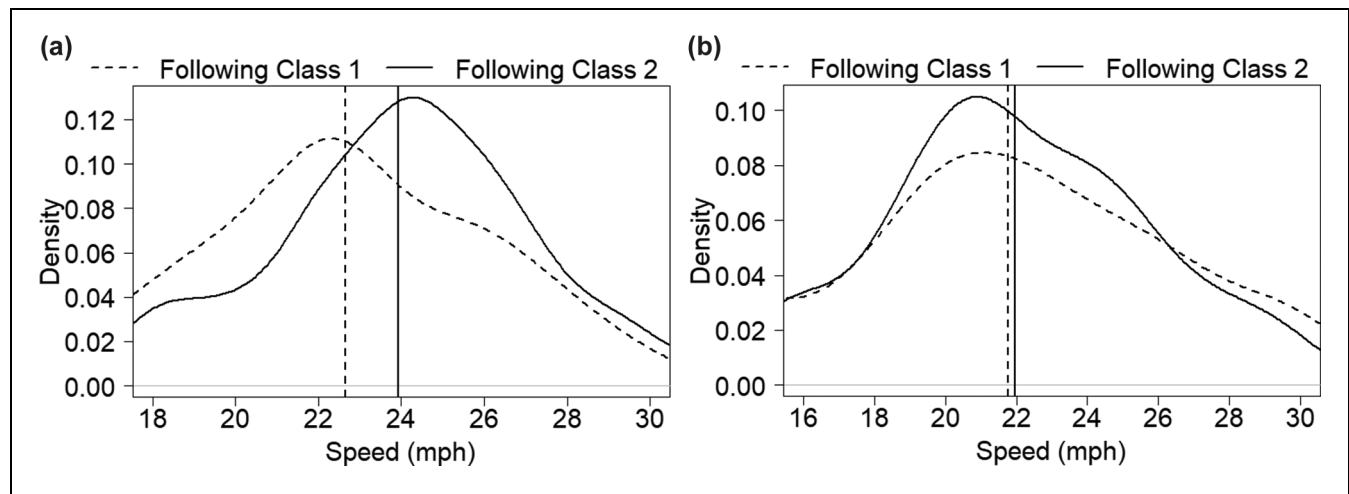 (a)
Following Class 1 Following Class 2
0.12
0.10
0.08
0.06
0.04
0.02
0.00
Density
18 20 22 24 26 28 30
Speed (mph)
(b)
Following Class 1 Following Class 2
0.10
0.08
0.06
0.04
0.02
0.00
Density
16 18 20 22 24 26 28 30
Speed (mph)